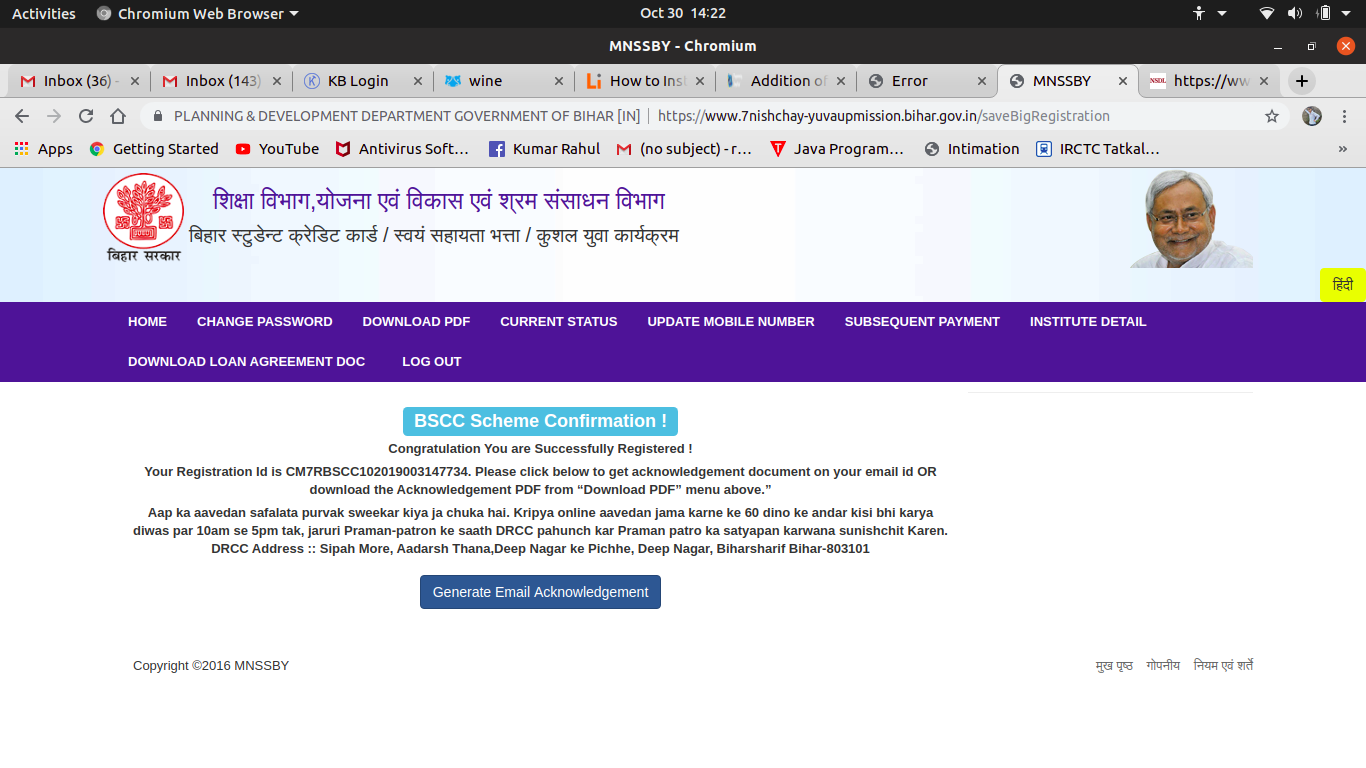 Activities Chromium Web Browser Oct 30 14:22
MNSSBY - Chromium
Inbox (36) - Inbox (143) KB Login wine How to Inst Addition of Error MNSSBY NSDL https://ww
PLANNING & DEVELOPMENT DEPARTMENT GOVERNMENT OF BIHAR [IN] https://www.7nishchay-yuvaupmission.bihar.gov.in/saveBigRegistration
Apps Getting Started YouTube Antivirus Soft... Kumar Rahul (no subject) - r... Java Program... Intimation IRCTC Tatkal... »
शिक्षा विभाग,योजना एवं विकास एवं श्रम संसाधन विभाग
बिहार स्टुडेन्ट क्रेडिट कार्ड / स्वयं सहायता भत्ता / कुशल युवा कार्यक्रम
बिहार सरकार
हिंदी
HOME CHANGE PASSWORD DOWNLOAD PDF CURRENT STATUS UPDATE MOBILE NUMBER SUBSEQUENT PAYMENT INSTITUTE DETAIL
DOWNLOAD LOAN AGREEMENT DOC LOG OUT
BSCC Scheme Confirmation !
Congratulation You are Successfully Registered !
Your Registration Id is CM7RBSCC102019003147734. Please click below to get acknowledgement document on your email id OR
download the Acknowledgement PDF from “Download PDF” menu above.”
Aap ka aavedan safalata purvak sweekar kiya ja chuka hai. Kripya online aavedan jama karne ke 60 dino ke andar kisi bhi karya
diwas par 10am se 5pm tak, jaruri Praman-patron ke saath DRCC pahunch kar Praman patro ka satyapan karwana sunishchit Karen.
DRCC Address :: Sipah More, Aadarsh Thana,Deep Nagar ke Pichhe, Deep Nagar, Biharsharif Bihar-803101
Generate Email Acknowledgement
Copyright ©2016 MNSSBY मुख पृष्ठ गोपनीय नियम एवं शर्ते